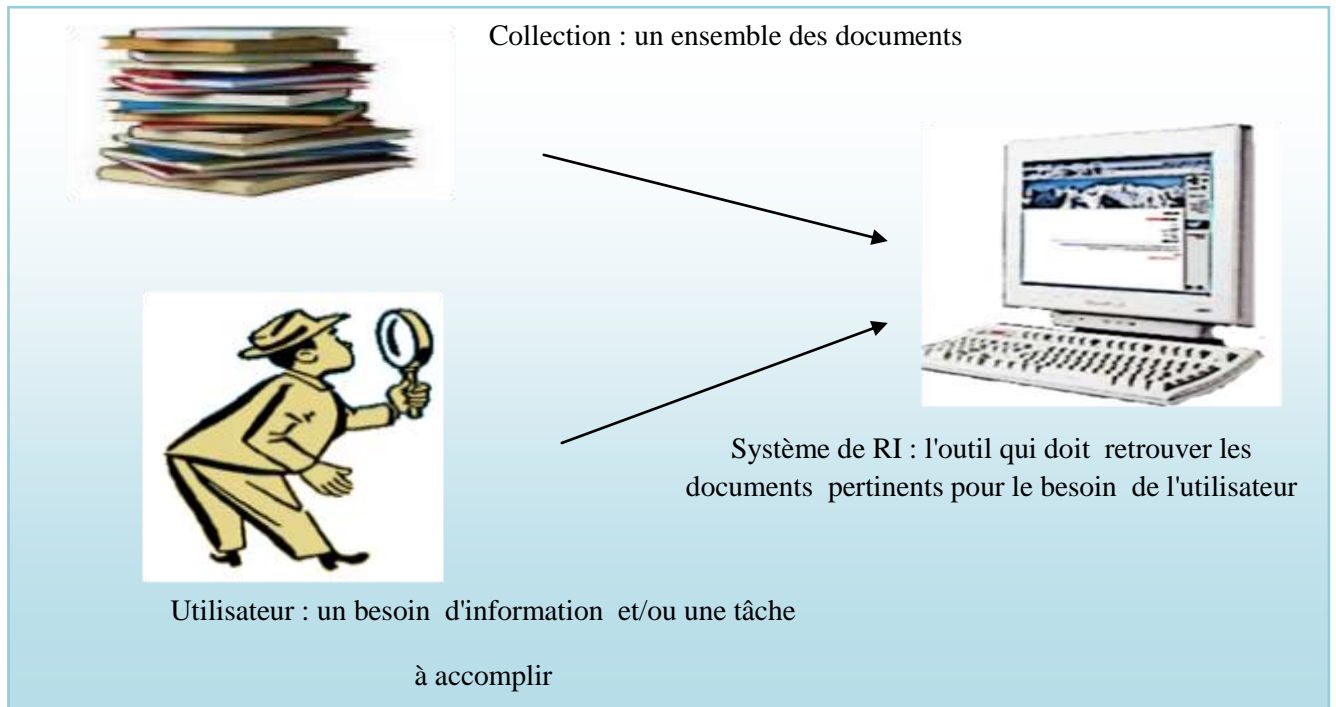 Collection : un ensemble des documents
Système de RI : l'outil qui doit retrouver les
documents pertinents pour le besoin de l'utilisateur
Utilisateur : un besoin d'information et/ou une tâche
à accomplir